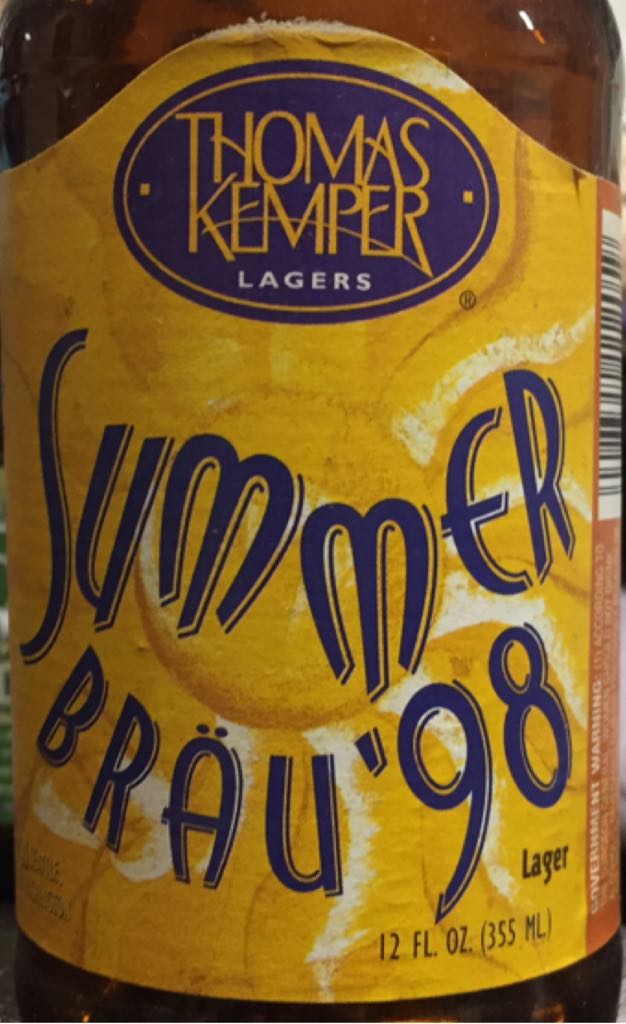 THOMAS
KEMPER
LAGERS
®
SUMMER
BRÄU '98
Lager
12 FL. OZ. (355 ML.)
GOVERNMENT WARNING: